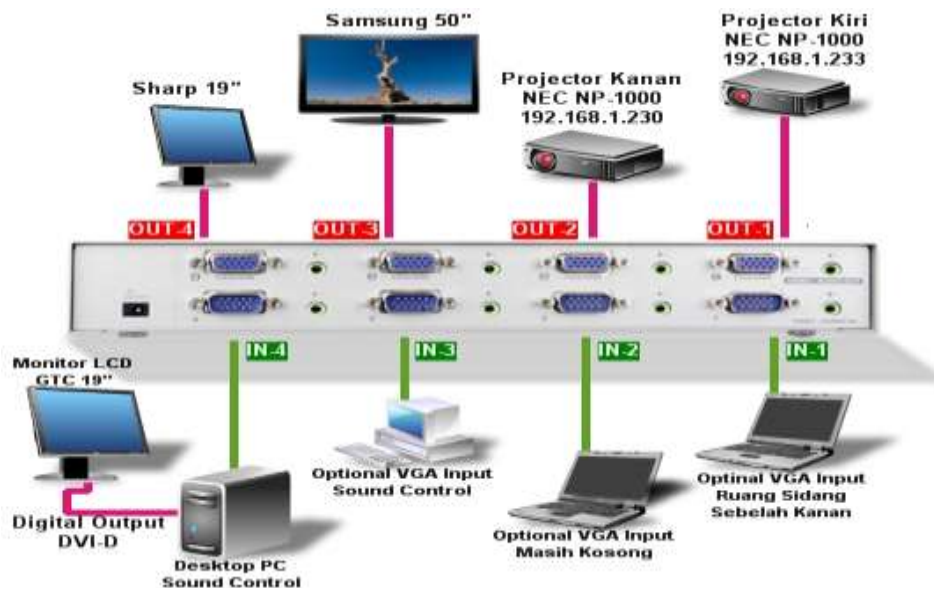 Samsung 50"
Projector Kiri
NEC NP-1000
192.168.1.233
Sharp 19"
Projector Kanan
NEC NP-1000
192.168.1.230
OUT-4
OUT-3
OUT-2
OUT-1
IN-4
IN-3
IN-2
IN-1
Monitor LCD
GTC 19"
Optional VGA Input
Sound Control
Optinal VGA Input
Ruang Sidang
Sebelah Kanan
Digital Output
DVI-D
Optional VGA Input
Masih Kosong
Desktop PC
Sound Control